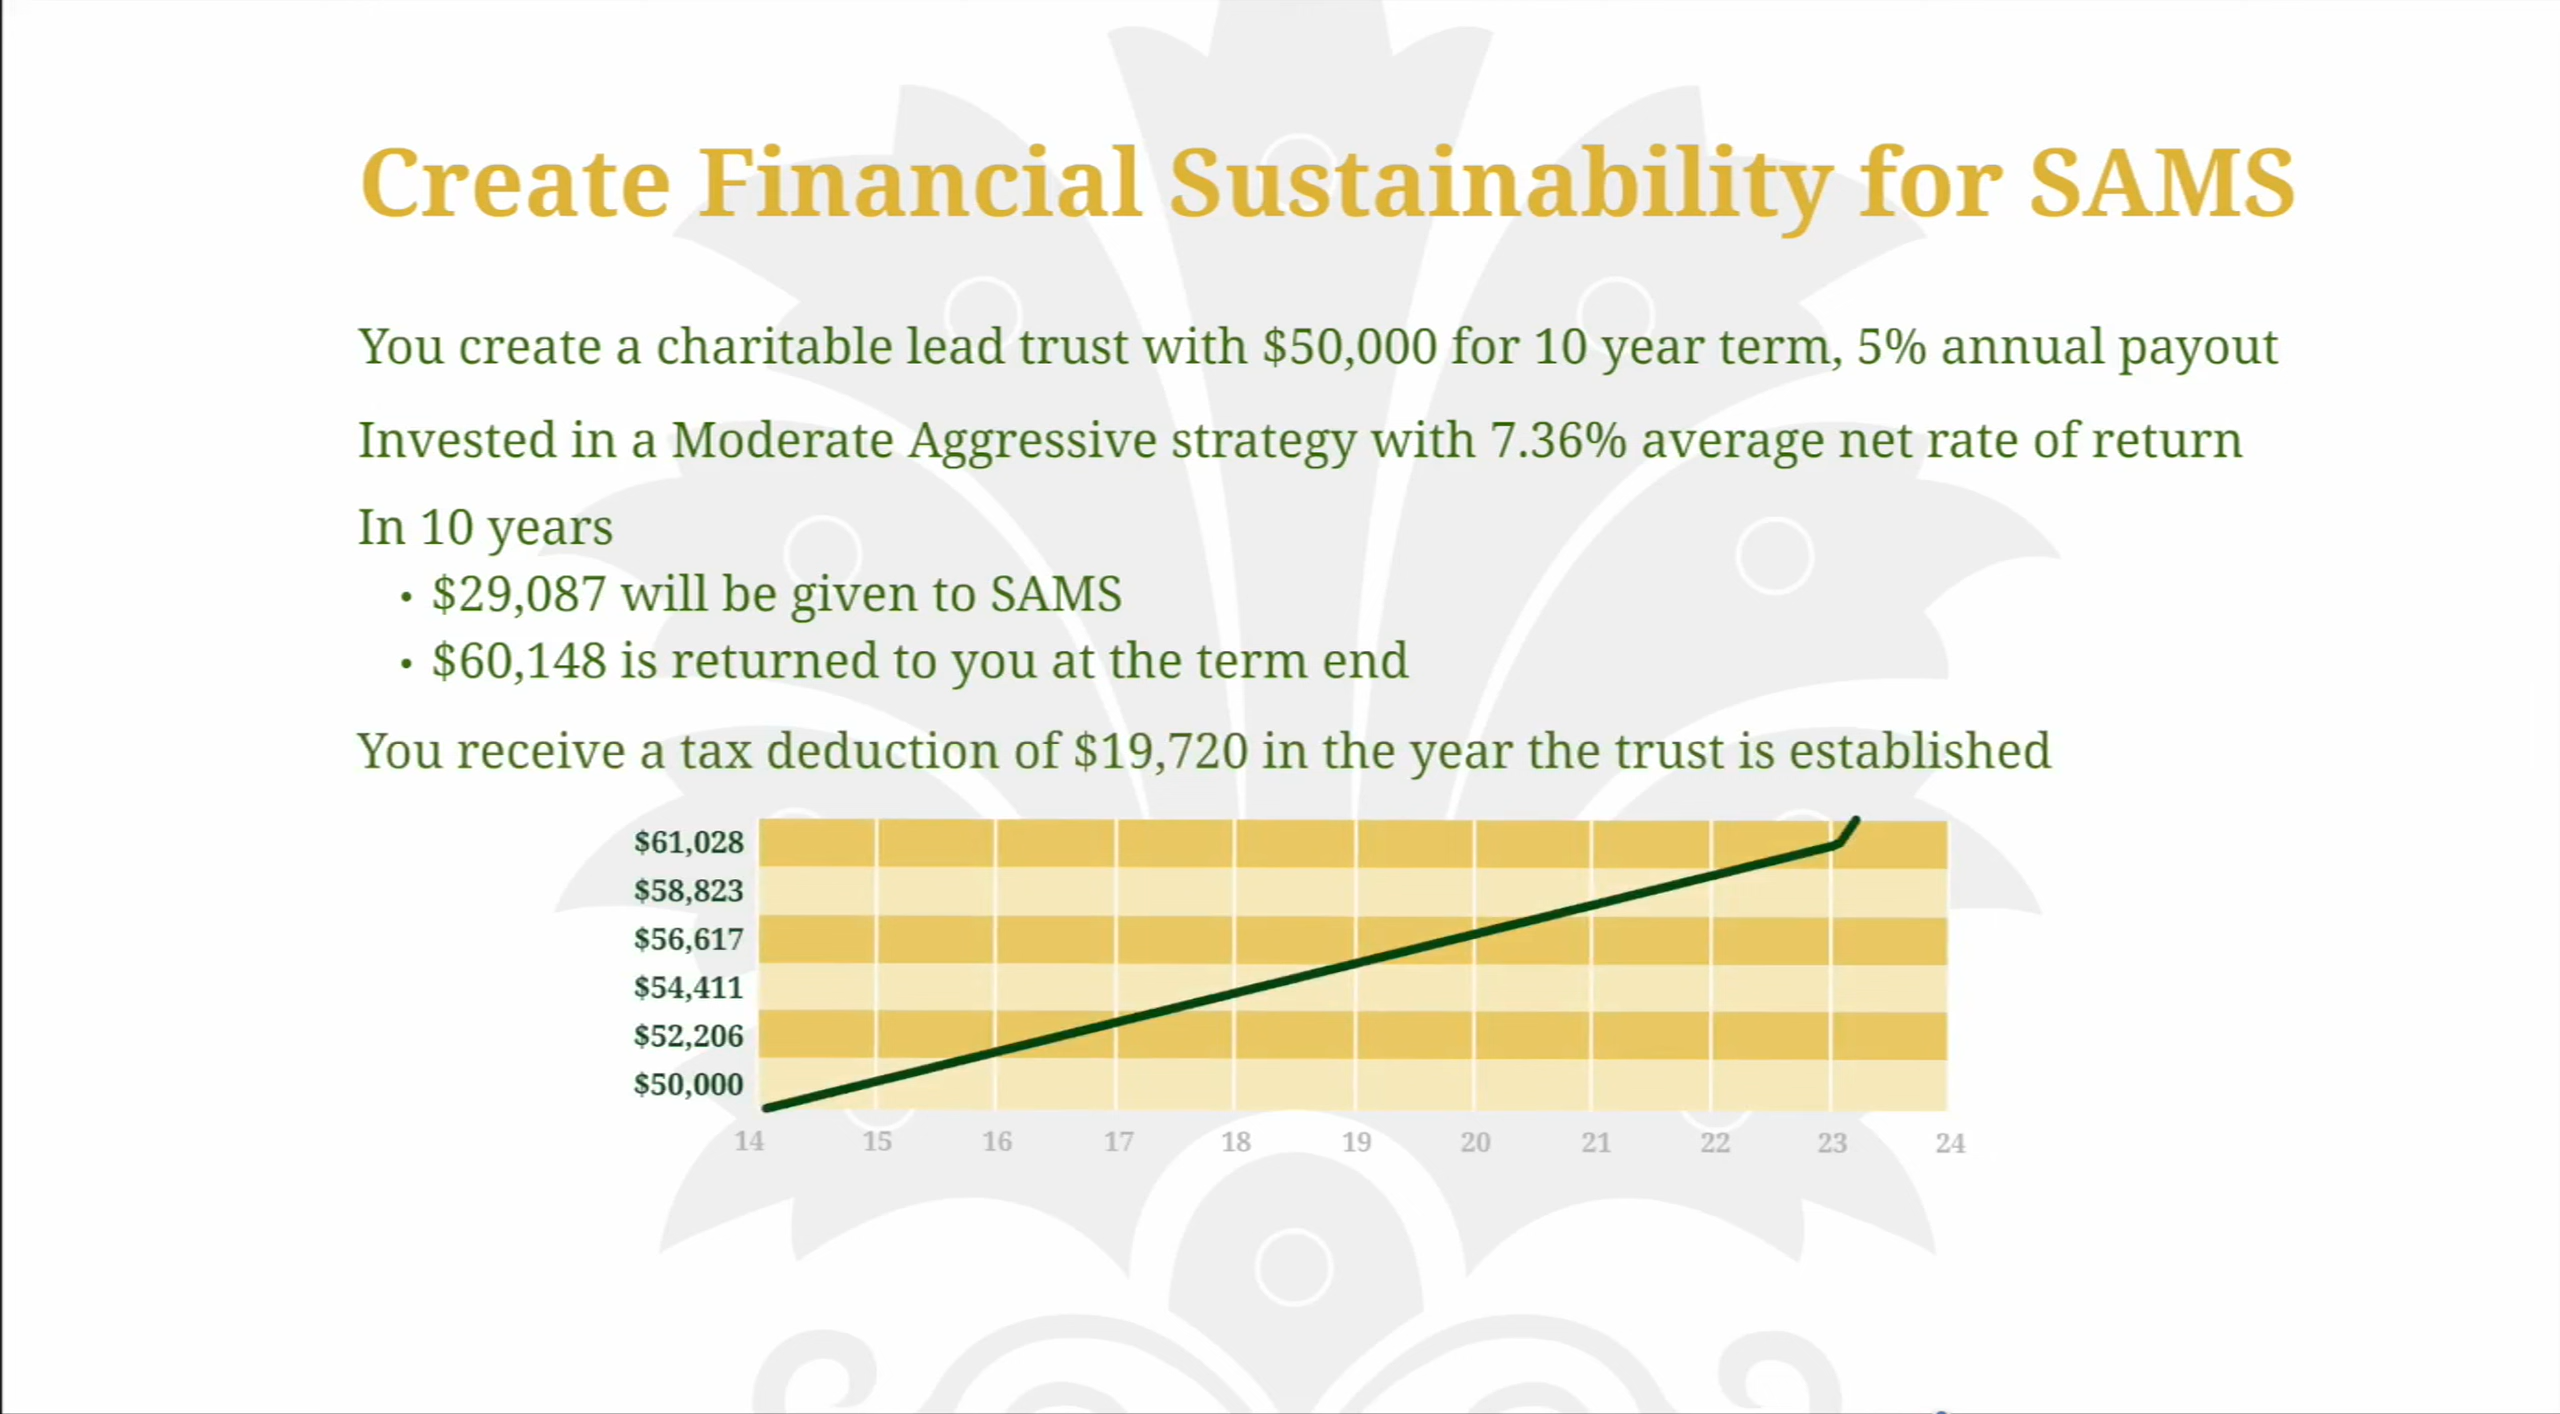 Create Financial Sustainability for SAMS
You create a charitable lead trust with $50,000 for 10 year term, 5% annual payout
Invested in a Moderate Aggressive strategy with 7.36% average net rate of return
In 10 years
• $29,087 will be given to SAMS
• $60,148 is returned to you at the term end
You receive a tax deduction of $19,720 in the year the trust is established
$61,028
$58,823
$56,617
$54,411
$52,206
$50,000
14 15 16 17 18 19 20 21 22 23 24